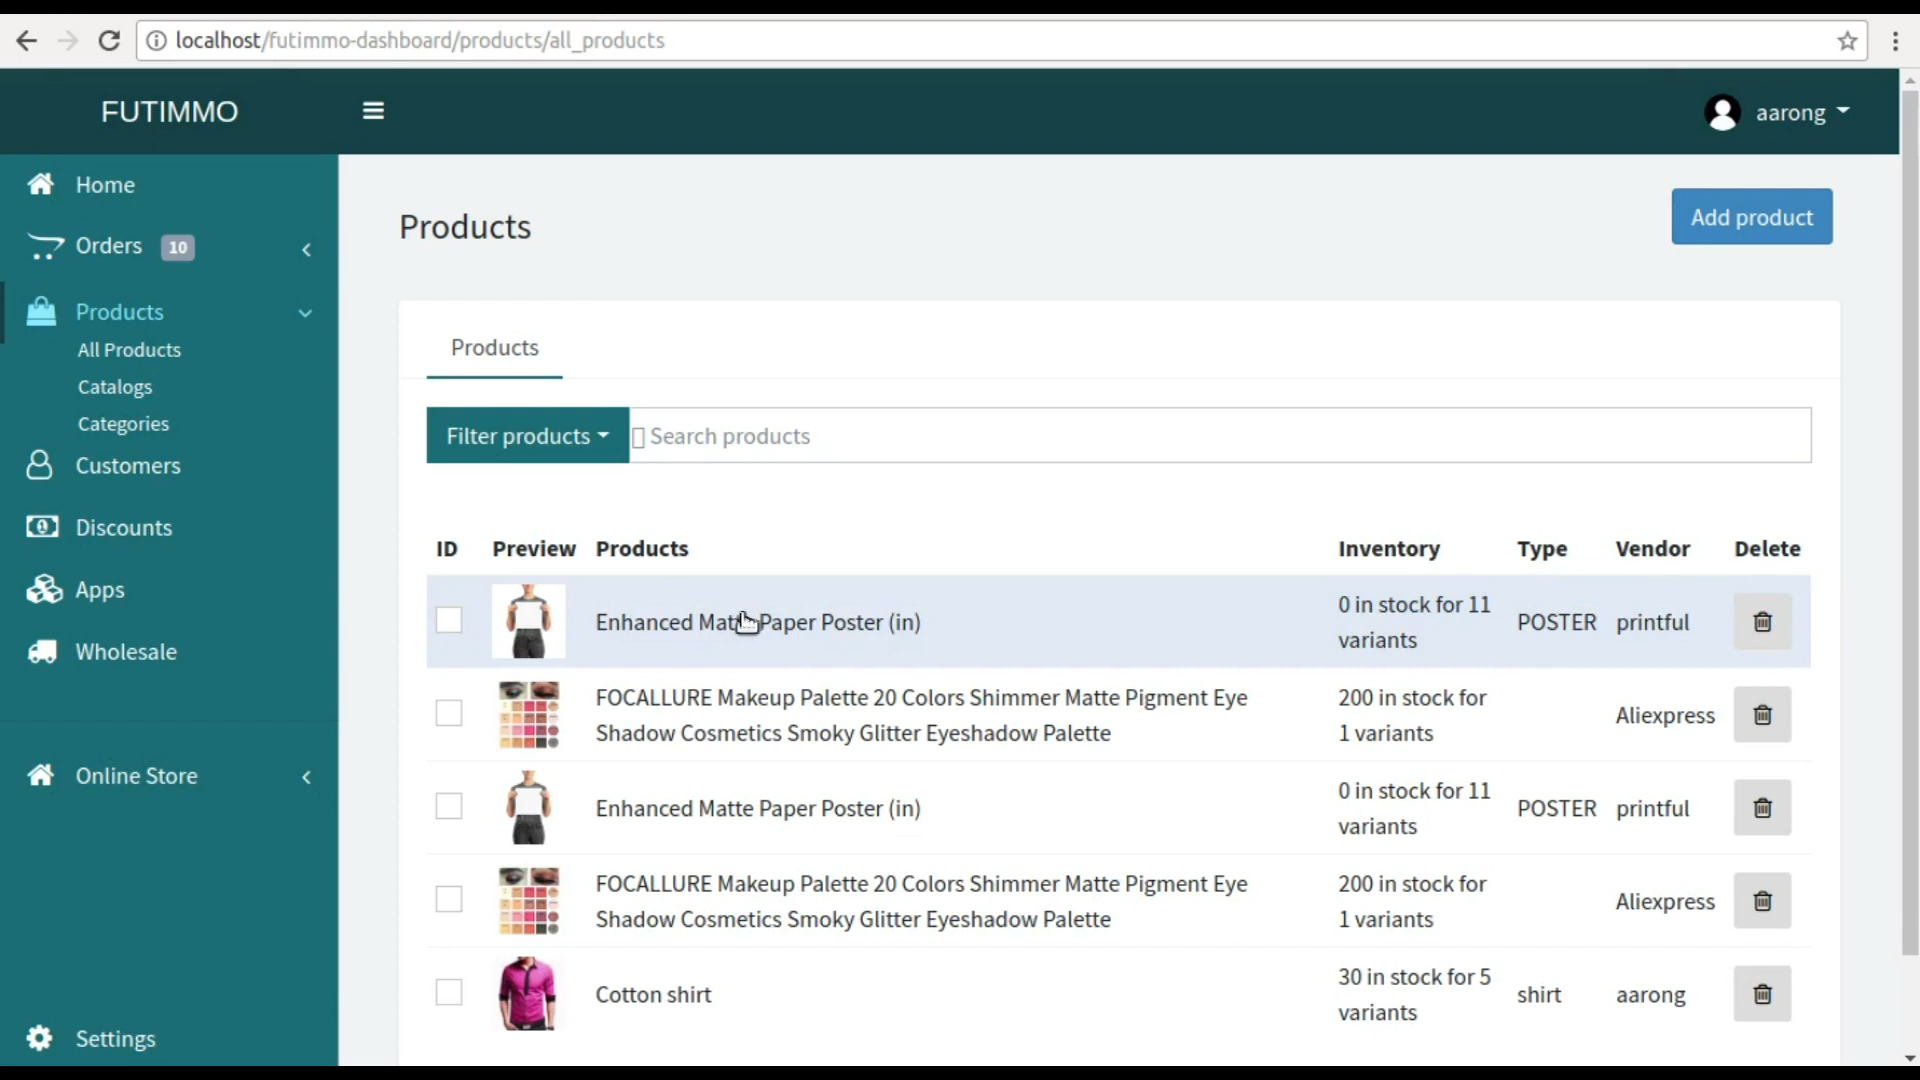 localhost/futimmo-dashboard/products/all_products
FUTIMMO
aarong
Home
Orders 10
Products
All Products
Catalogs
Categories
Customers
Discounts
Apps
Wholesale
Online Store
Settings
Products
Add product
Products
Filter products
Search products
ID Preview Products Inventory Type Vendor Delete
Enhanced Matte Paper Poster (in)
0 in stock for 11
variants
POSTER printful
FOCALLURE Makeup Palette 20 Colors Shimmer Matte Pigment Eye
Shadow Cosmetics Smoky Glitter Eyeshadow Palette
200 in stock for
1 variants
Aliexpress
Enhanced Matte Paper Poster (in)
0 in stock for 11
variants
POSTER printful
FOCALLURE Makeup Palette 20 Colors Shimmer Matte Pigment Eye
Shadow Cosmetics Smoky Glitter Eyeshadow Palette
200 in stock for
1 variants
Aliexpress
Cotton shirt
30 in stock for 5
variants
shirt aarong